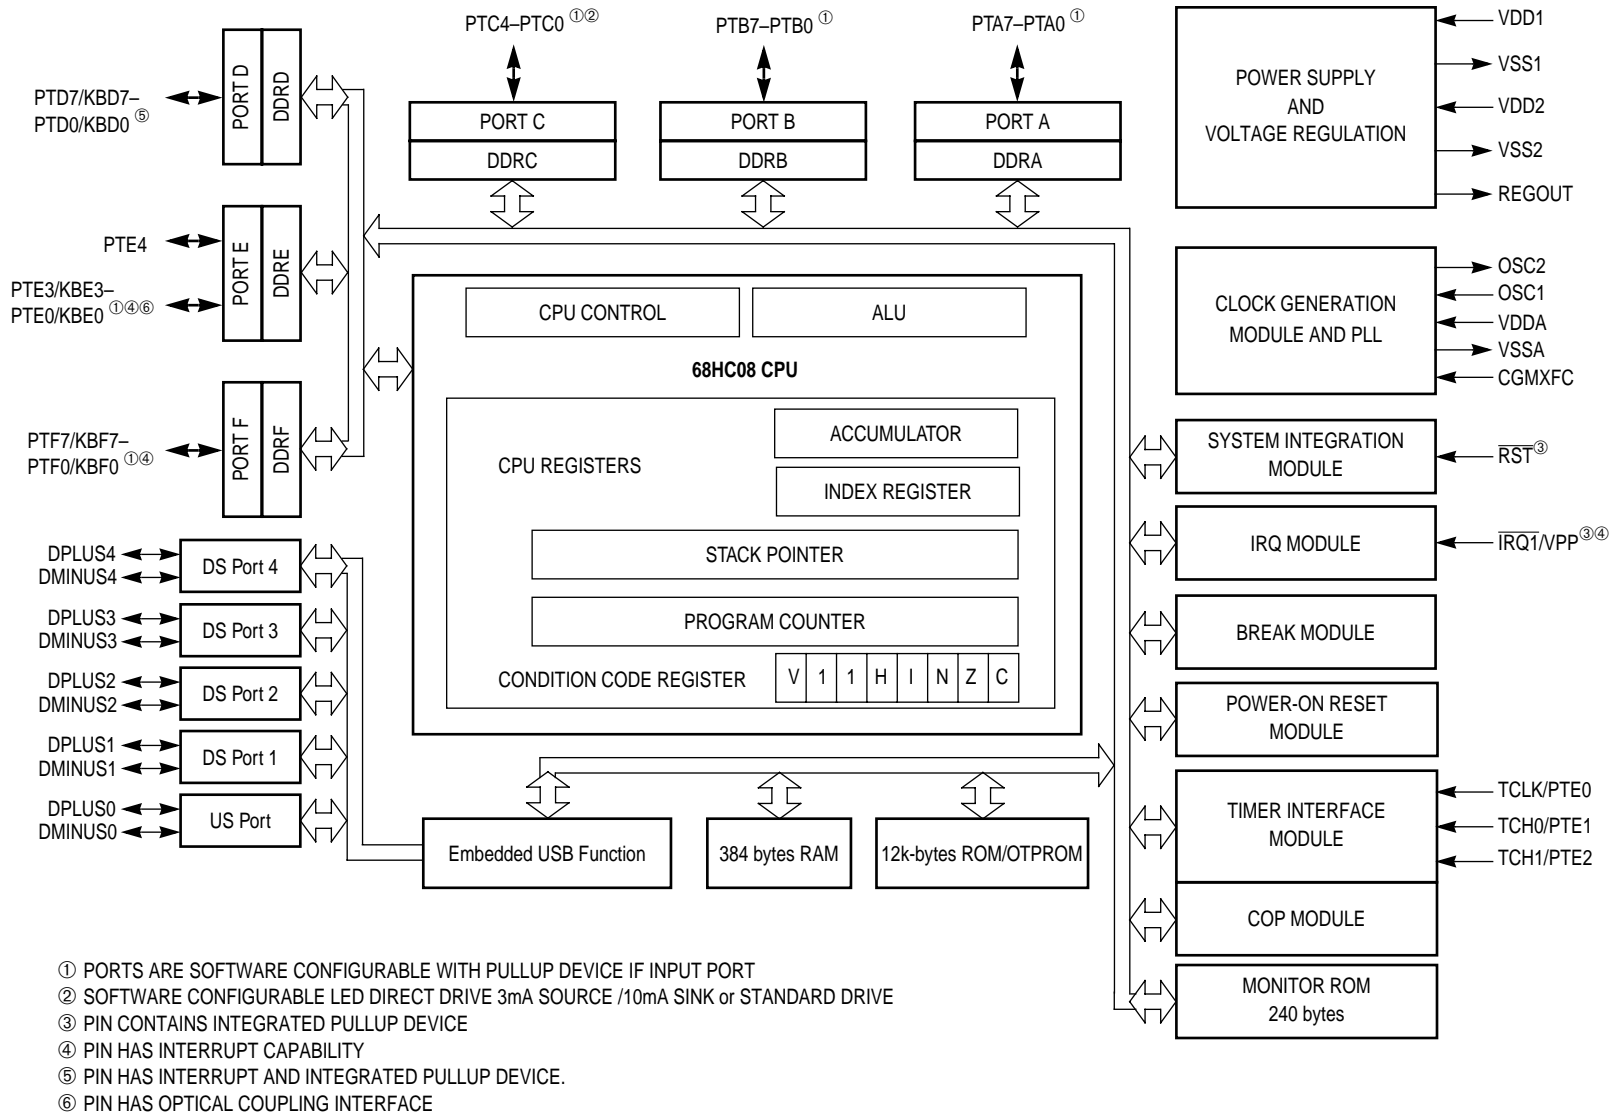 PTC4–PTC0 ①②
PTB7–PTB0 ①
PTA7–PTA0 ①
PORT C
DDRC
PORT B
DDRB
PORT A
DDRA
PTD7/KBD7–
PTD0/KBD0 ⑤
PORT D
DDRD
PTE4
PTE3/KBE3–
PTE0/KBE0 ①④⑥
PORT E
DDRE
PTF7/KBF7–
PTF0/KBF0 ①④
PORT F
DDRF
DPLUS4
DMINUS4
DS Port 4
DPLUS3
DMINUS3
DS Port 3
DPLUS2
DMINUS2
DS Port 2
DPLUS1
DMINUS1
DS Port 1
DPLUS0
DMINUS0
US Port
CPU CONTROL
ALU
68HC08 CPU
CPU REGISTERS
ACCUMULATOR
INDEX REGISTER
STACK POINTER
PROGRAM COUNTER
CONDITION CODE REGISTER
V 1 1 H I N Z C
Embedded USB Function
384 bytes RAM
12k-bytes ROM/OTPROM
POWER SUPPLY
AND
VOLTAGE REGULATION
VDD1
VSS1
VDD2
VSS2
REGOUT
CLOCK GENERATION
MODULE AND PLL
OSC2
OSC1
VDDA
VSSA
CGMXFC
SYSTEM INTEGRATION
MODULE
RST③
IRQ MODULE
IRQ1/VPP③④
BREAK MODULE
POWER-ON RESET
MODULE
TIMER INTERFACE
MODULE
TCLK/PTE0
TCH0/PTE1
TCH1/PTE2
COP MODULE
MONITOR ROM
240 bytes
① PORTS ARE SOFTWARE CONFIGURABLE WITH PULLUP DEVICE IF INPUT PORT
② SOFTWARE CONFIGURABLE LED DIRECT DRIVE 3mA SOURCE /10mA SINK or STANDARD DRIVE
③ PIN CONTAINS INTEGRATED PULLUP DEVICE
④ PIN HAS INTERRUPT CAPABILITY
⑤ PIN HAS INTERRUPT AND INTEGRATED PULLUP DEVICE.
⑥ PIN HAS OPTICAL COUPLING INTERFACE